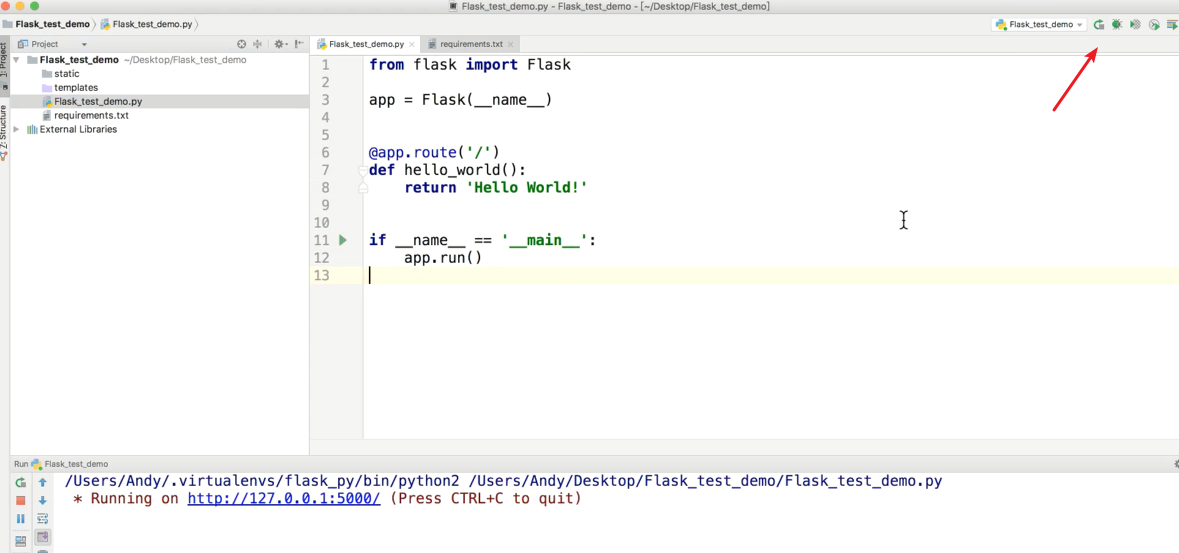 Flask_test_demo.py - Flask_test_demo - [~/Desktop/Flask_test_demo]
Flask_test_demo Flask_test_demo.py Flask_test_demo
Project Flask_test_demo.py requirements.txt
1: Project
Flask_test_demo ~/Desktop/Flask_test_demo
static
templates
Flask_test_demo.py
requirements.txt
External Libraries
Z: Structure
1 from flask import Flask
2
3 app = Flask(__name__)
4
5
6 @app.route('/')
7 def hello_world():
8 return 'Hello World!'
9
10
11 if __name__ == '__main__':
12 app.run()
13
Run Flask_test_demo
/Users/Andy/.virtualenvs/flask_py/bin/python2 /Users/Andy/Desktop/Flask_test_demo/Flask_test_demo.py
* Running on http://127.0.0.1:5000/ (Press CTRL+C to quit)